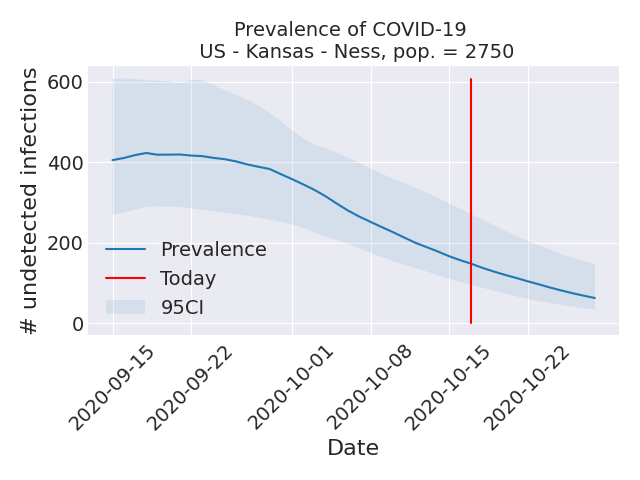 Prevalence of COVID-19
US - Kansas - Ness, pop. = 2750
# undetected infections
600
400
200
0
Prevalence
Today
95CI
2020-09-15
2020-09-22
2020-10-01
2020-10-08
2020-10-15
2020-10-22
Date